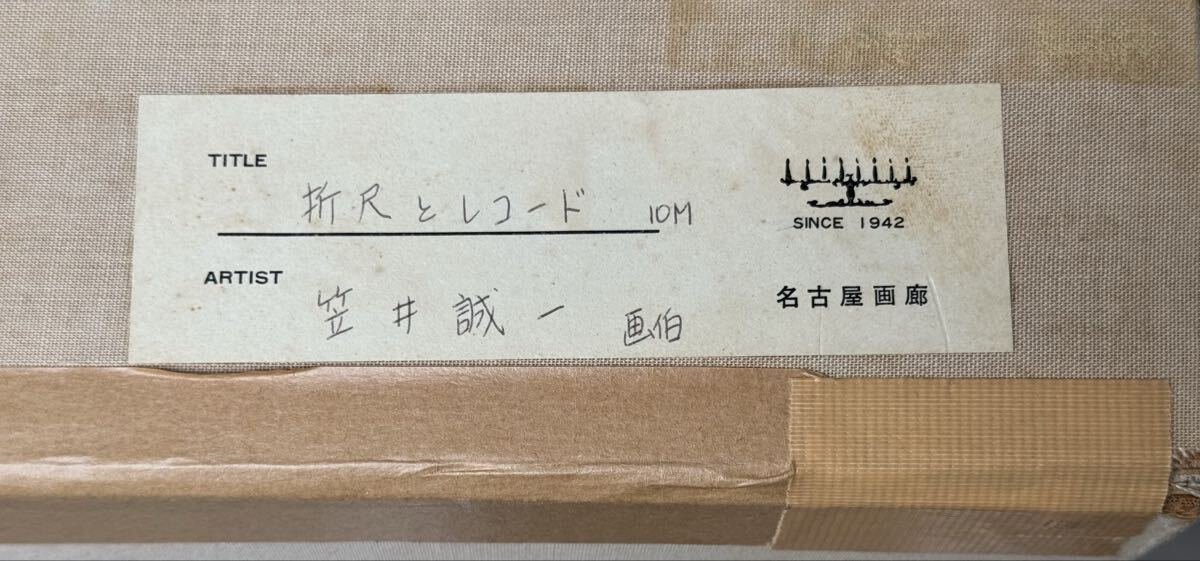 TITLE
折尺とレコード 10M
ARTIST
笠井誠一 画伯
SINCE 1942
名古屋画廊